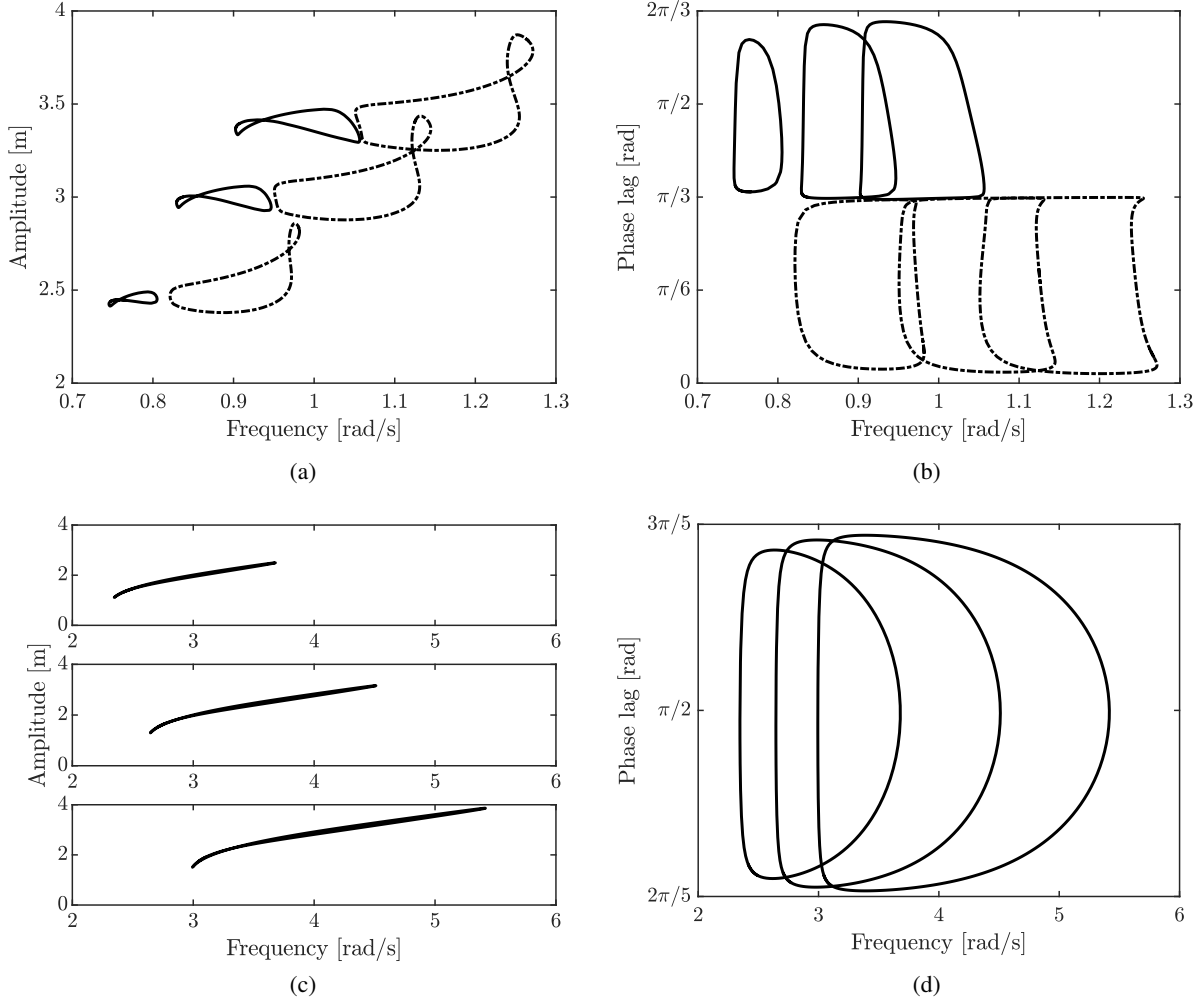 4
3.5
3
2.5
2
Amplitude [m]
0.7 0.8 0.9 1 1.1 1.2 1.3
Frequency [rad/s]
(a)
2π/3
π/2
π/3
π/6
0
Phase lag [rad]
0.7 0.8 0.9 1 1.1 1.2 1.3
Frequency [rad/s]
(b)
4
2
0
2 3 4 5 6
4
2
0
2 3 4 5 6
4
2
0
2 3 4 5 6
Amplitude [m]
Frequency [rad/s]
(c)
3π/5
π/2
2π/5
Phase lag [rad]
2 3 4 5 6
Frequency [rad/s]
(d)